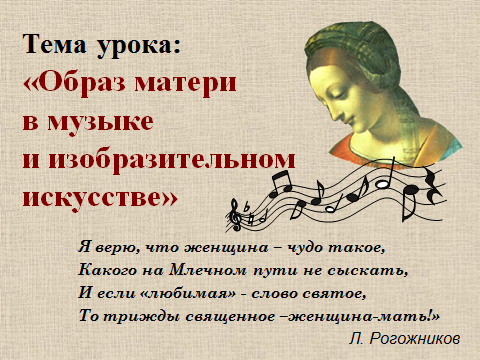 Тема урока:
«Образ матери
в музыке
и изобразительном
искусстве»
Я верю, что женщина – чудо такое,
Какого на Млечном пути не сыскать,
И если «любимая» - слово святое,
То трижды священное –женщина-мать!»
Л. Рогожников